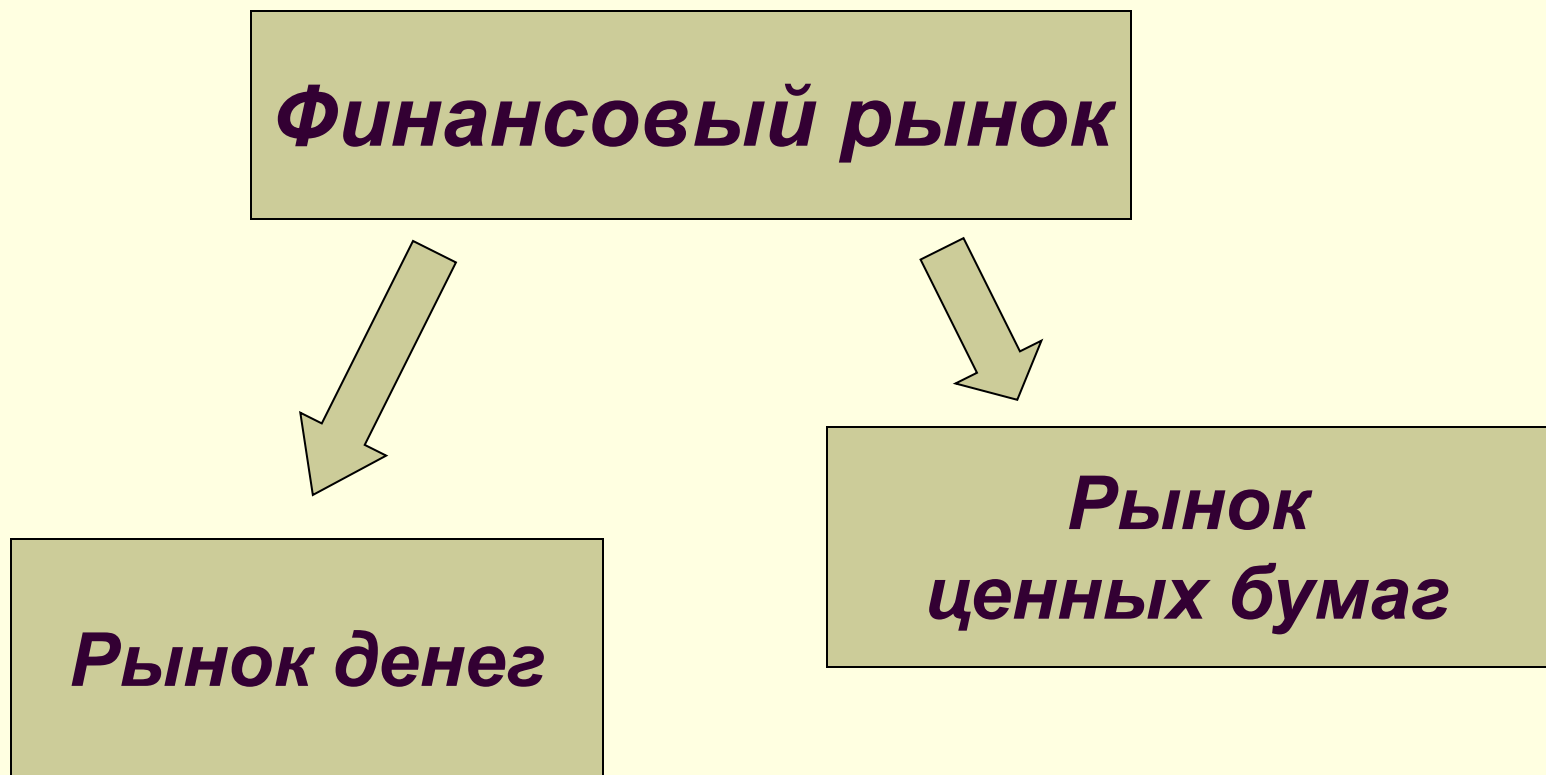 Финансовый рынок
Рынок
ценных бумаг
Рынок денег